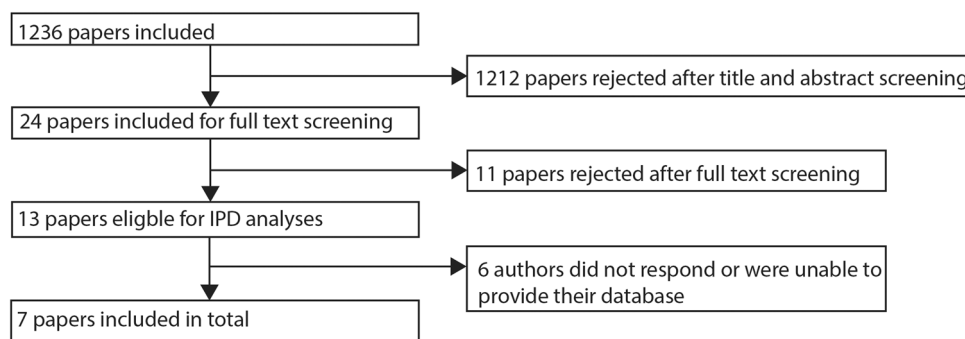 1236 papers included
1212 papers rejected after title and abstract screening
24 papers included for full text screening
11 papers rejected after full text screening
13 papers eligble for IPD analyses
6 authors did not respond or were unable to
provide their database
7 papers included in total